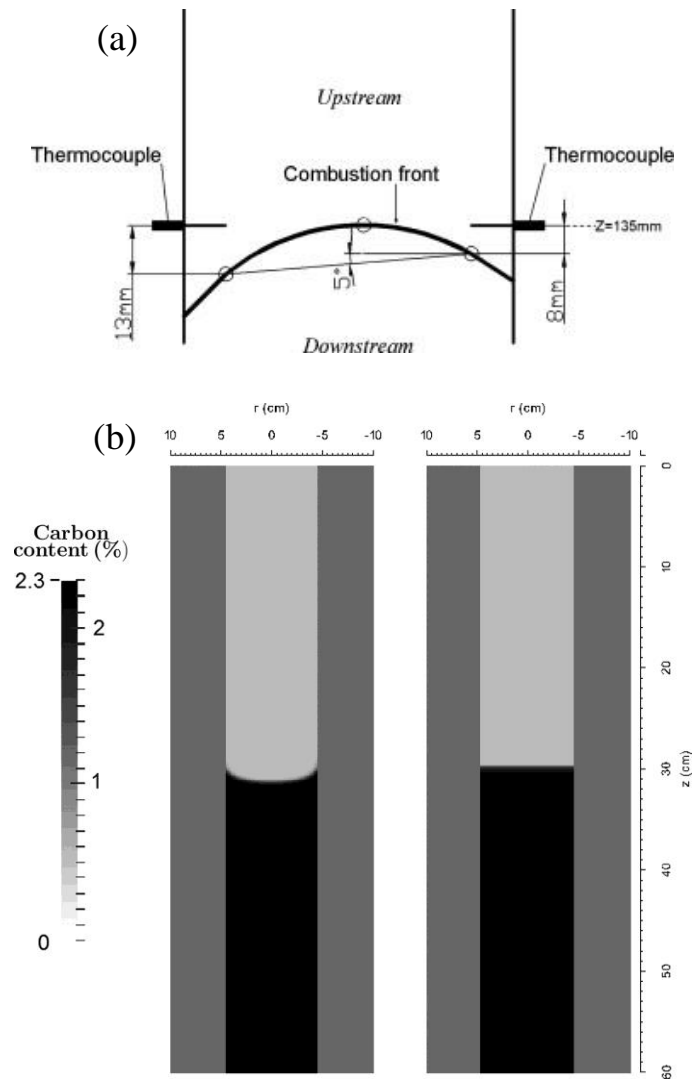 (a)
Upstream
Thermocouple
Thermocouple
Combustion front
Z=135mm
13mm
5°
8mm
Downstream
(b)
r (cm)
r (cm)
10 5 0 -5 -10
10 5 0 -5 -10
Carbon
content (%)
2.3
2
1
0
0
10
20
30
40
50
60
z (cm)